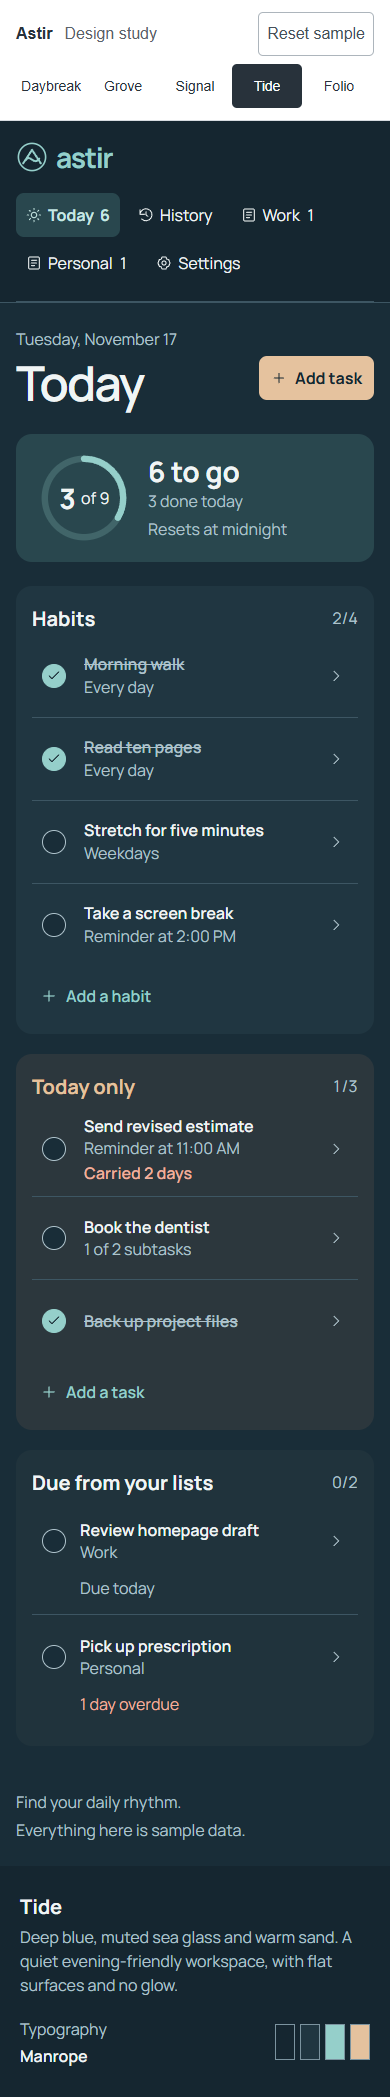 Astir Design study Reset sample
Daybreak Grove Signal Tide Folio
astir
Today 6 History Work 1
Personal 1 Settings
Tuesday, November 17
Today + Add task
3 of 9
6 to go
3 done today
Resets at midnight
Habits 2/4
Morning walk
Every day
Read ten pages
Every day
Stretch for five minutes
Weekdays
Take a screen break
Reminder at 2:00 PM
+ Add a habit
Today only 1/3
Send revised estimate
Reminder at 11:00 AM
Carried 2 days
Book the dentist
1 of 2 subtasks
Back up project files
+ Add a task
Due from your lists 0/2
Review homepage draft
Work
Due today
Pick up prescription
Personal
1 day overdue
Find your daily rhythm.
Everything here is sample data.
Tide
Deep blue, muted sea glass and warm sand. A
quiet evening-friendly workspace, with flat
surfaces and no glow.
Typography
Manrope